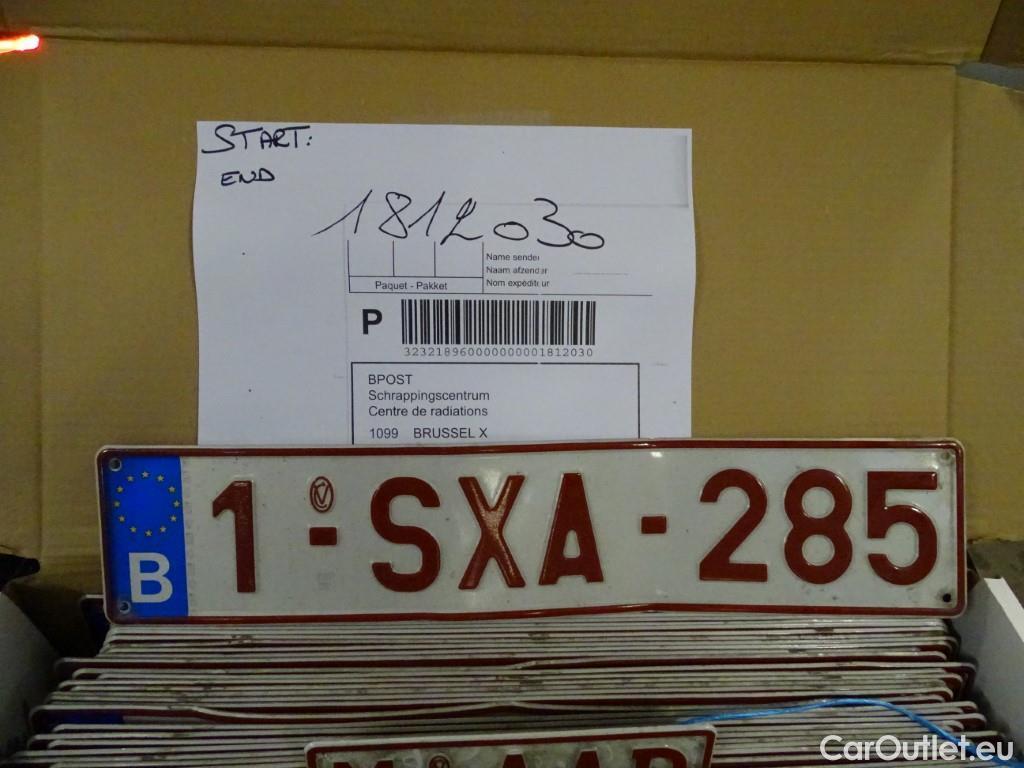 START:
END
1812030
Name sender
Naam afzender
Paquet - Pakket
Nom expéditeur
P
323218960000000001812030
BPOST
Schrappingscentrum
Centre de radiations
1099 BRUSSEL X
B
1-SXA-285
AAR
CarOutlet.eu